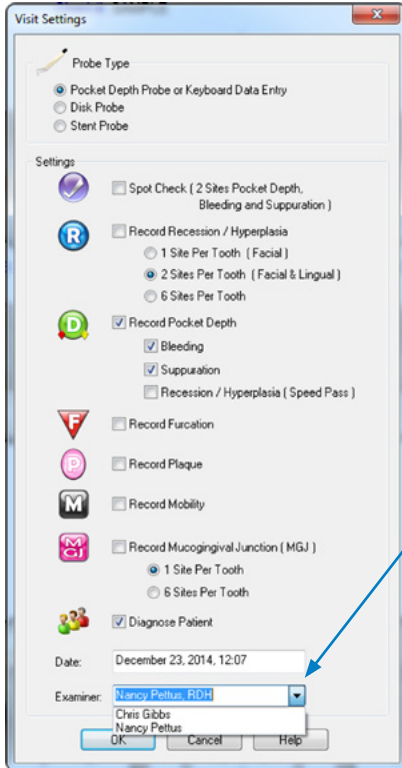 Visit Settings
Probe Type
Pocket Depth Probe or Keyboard Data Entry
Disk Probe
Stent Probe
Settings
Spot Check ( 2 Sites Pocket Depth,
Bleeding and Suppuration )
R
Record Recession / Hyperplasia
1 Site Per Tooth ( Facial )
2 Sites Per Tooth ( Facial & Lingual )
6 Sites Per Tooth
D
Record Pocket Depth
Bleeding
Suppuration
Recession / Hyperplasia ( Speed Pass )
F
Record Furcation
P
Record Plaque
M
Record Mobility
MGJ
Record Mucogingival Junction ( MGJ )
1 Site Per Tooth
6 Sites Per Tooth
Diagnose Patient
Date: December 23, 2014, 12:07
Examiner: Nancy Pettus, RDH
Chris Gibbs
Nancy Pettus
OK Cancel Help